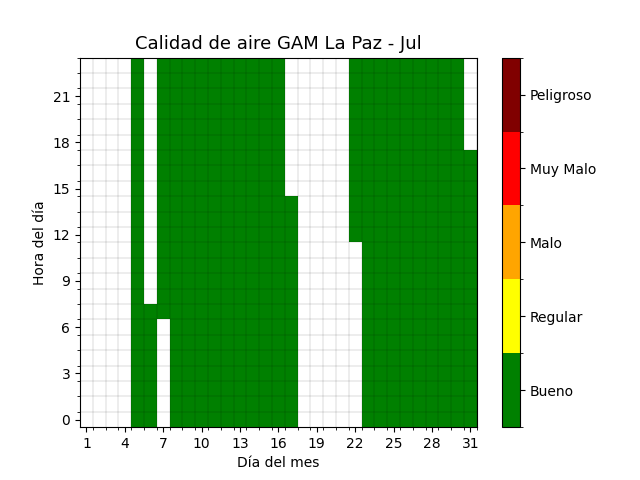 Calidad de aire GAM La Paz - Jul
Hora del día
21
18
15
12
9
6
3
0
1 4 7 10 13 16 19 22 25 28 31
Día del mes
Peligroso
Muy Malo
Malo
Regular
Bueno